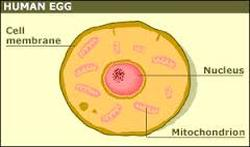 HUMAN EGG
Cell
membrane
Nucleus
Mitochondrion